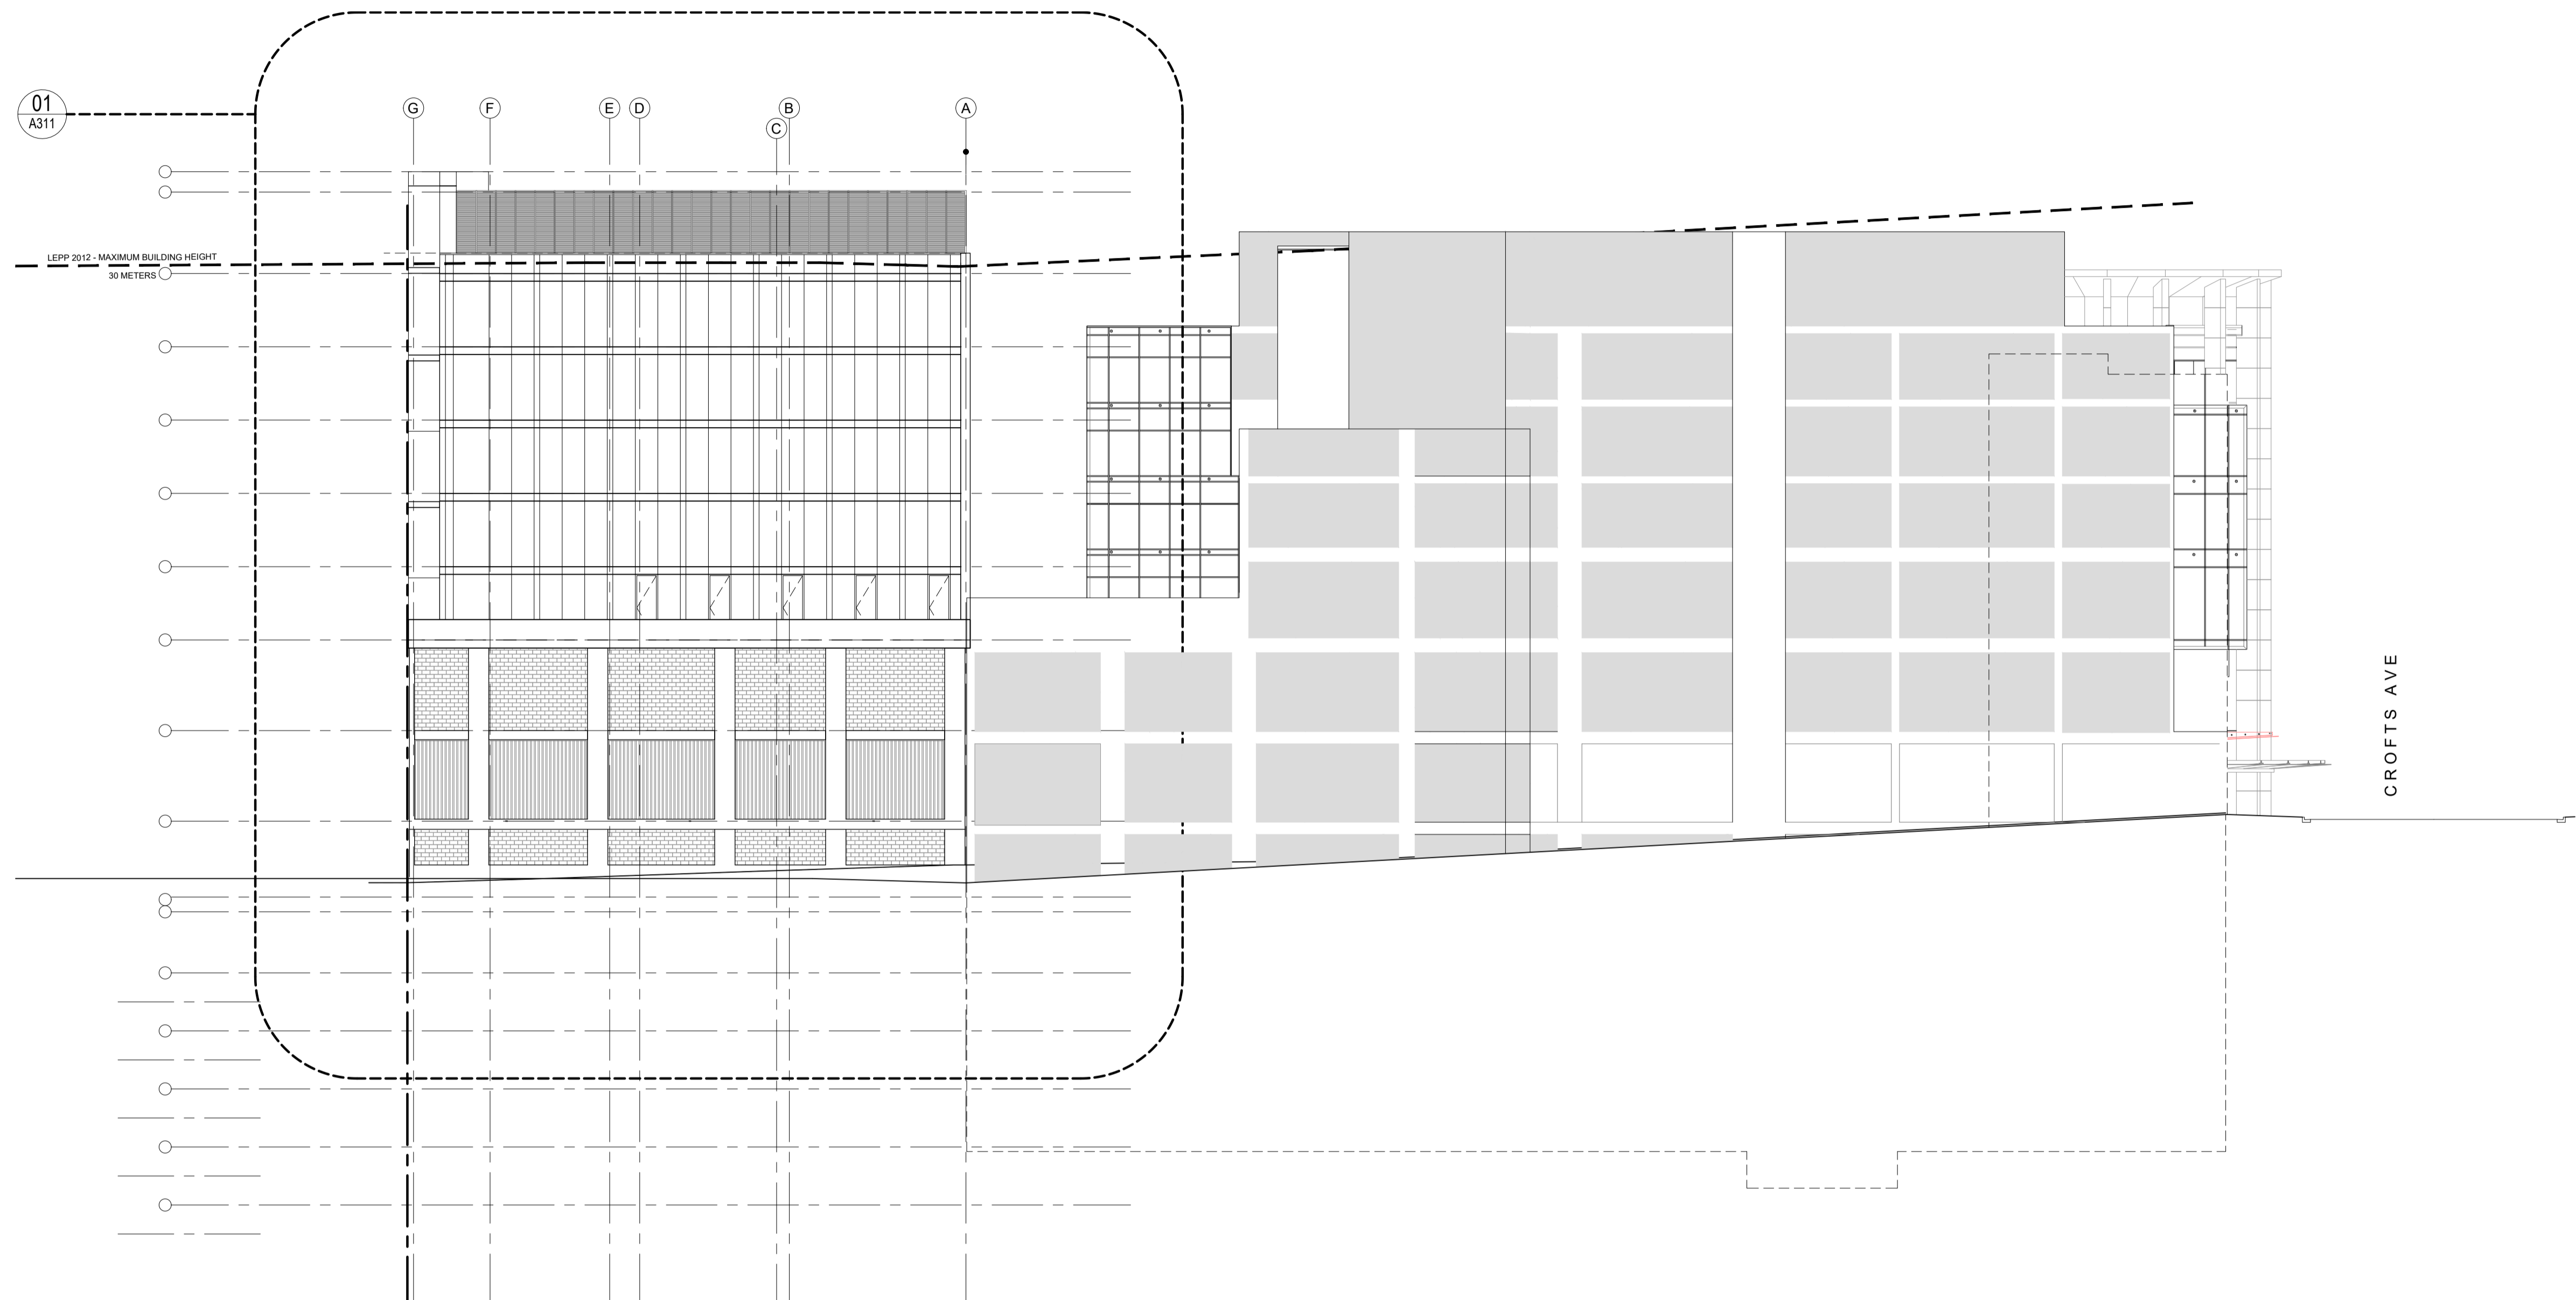 01
A311
G
F
E
D
C
B
A
LEPP 2012 - MAXIMUM BUILDING HEIGHT
30 METERS
CROFTS AVE